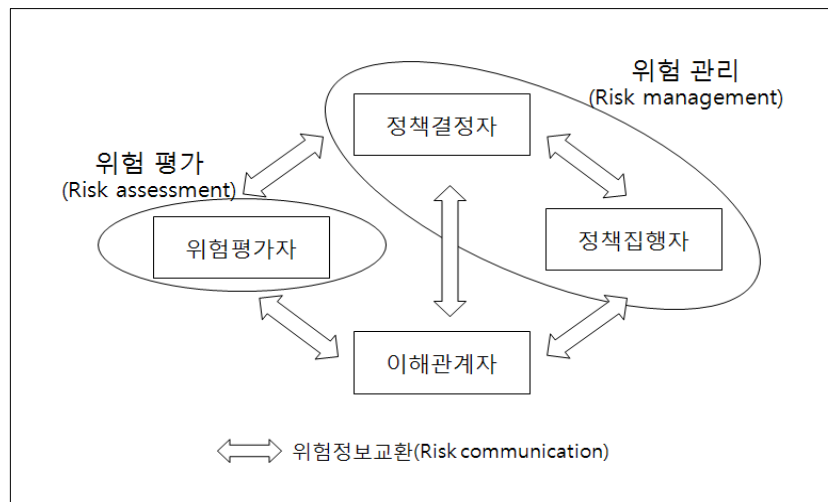 위험 관리
(Risk management)
정책결정자
위험 평가
(Risk assessment)
위험평가자
정책집행자
이해관계자
위험정보교환(Risk communication)